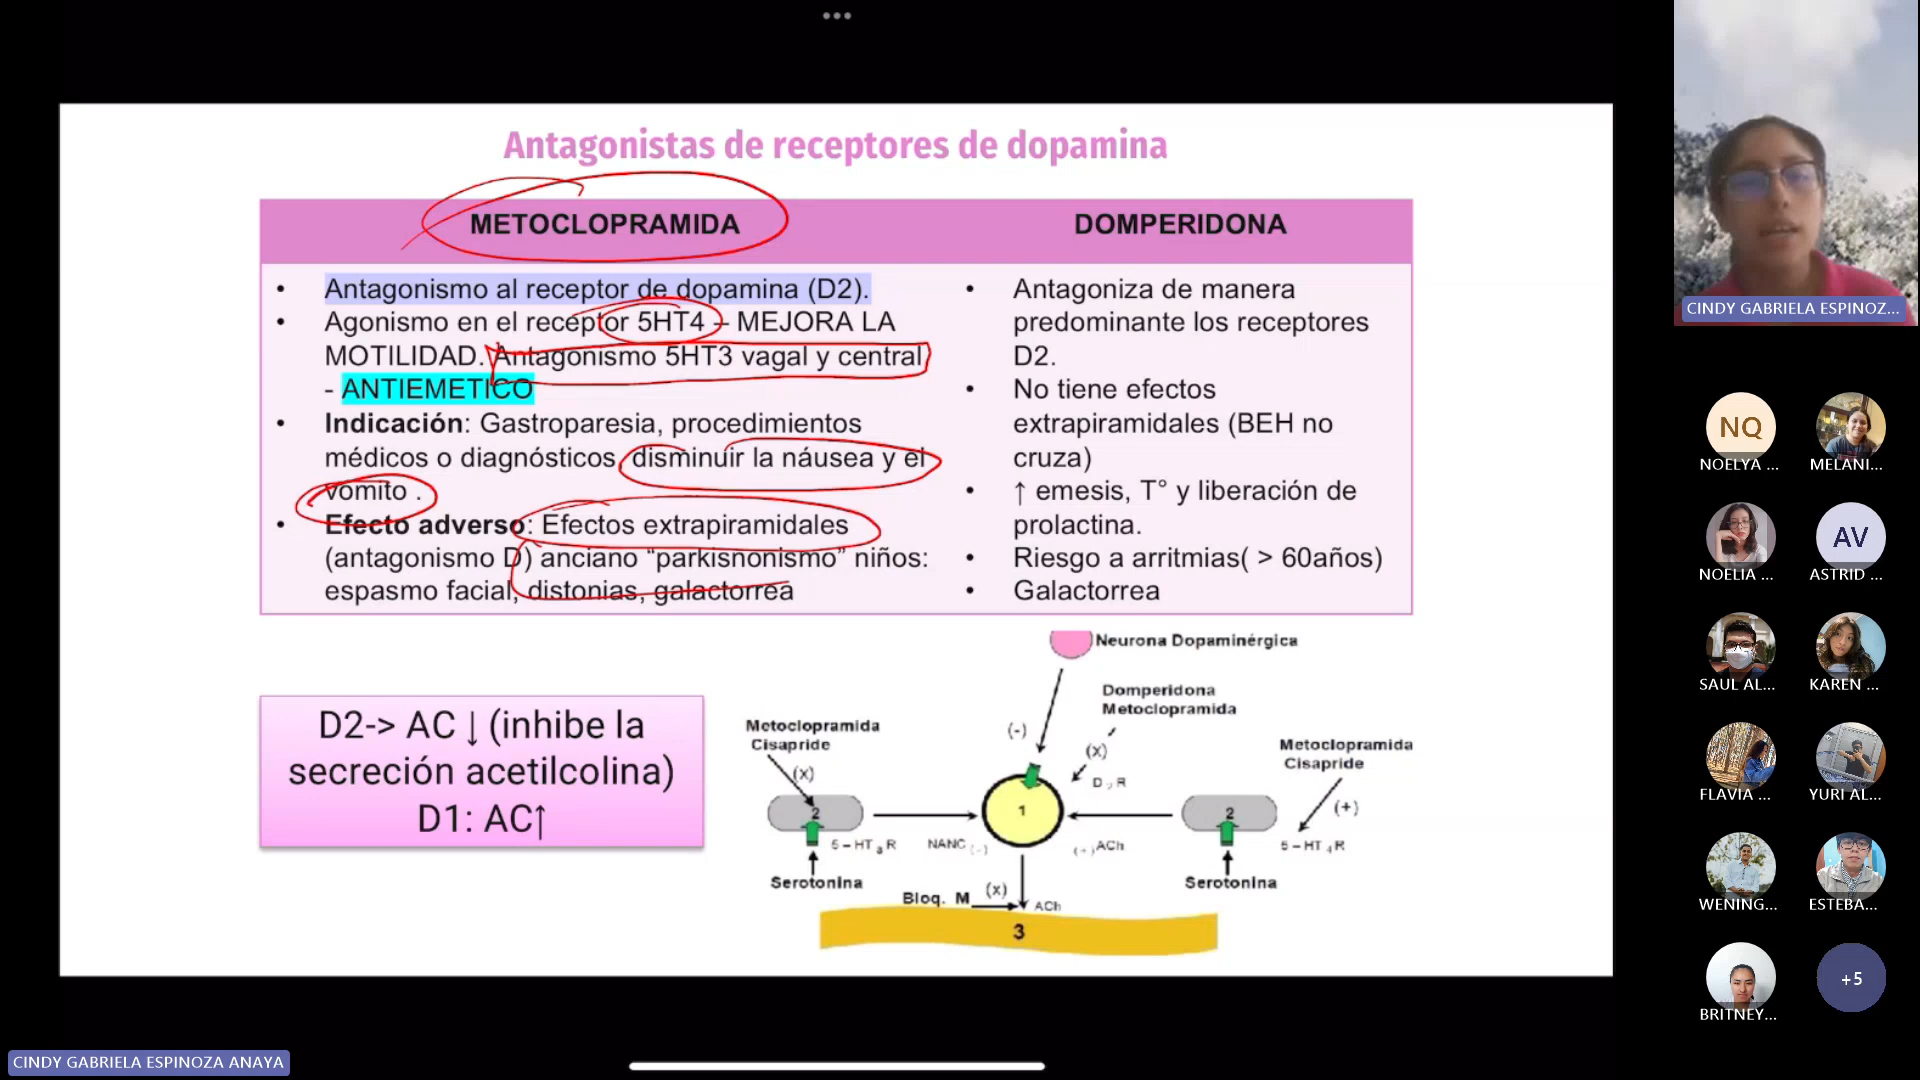 Antagonistas de receptores de dopamina
METOCLOPRAMIDA
• Antagonismo al receptor de dopamina (D2).
• Agonismo en el receptor 5HT4 – MEJORA LA
MOTILIDAD. Antagonismo 5HT3 vagal y central
- ANTIEMETICO
• Indicación: Gastroparesia, procedimientos
médicos o diagnósticos, disminuir la náusea y el
vomito .
• Efecto adverso: Efectos extrapiramidales
(antagonismo D) anciano “parkisnonismo” niños:
espasmo facial, distonias, galactorrea
DOMPERIDONA
• Antagoniza de manera
predominante los receptores
D2.
• No tiene efectos
extrapiramidales (BEH no
cruza)
• ↑ emesis, T° y liberación de
prolactina.
• Riesgo a arritmias( > 60años)
• Galactorrea
D2-> AC ↓ (inhibe la
secreción acetilcolina)
D1: AC↑
Neurona Dopaminérgica
Domperidona
Metoclopramida
(-)
(x)
D2R
Metoclopramida
Cisapride
(x)
2
5-HT3R
Serotonina
NANC (-)
1
(+) ACh
Metoclopramida
Cisapride
(+)
2
5-HT4R
Serotonina
Bloq. M
(x)
ACh
3
CINDY GABRIELA ESPINOZ...
NOELYA ...
MELANI...
NQ
NOELIA ...
AV
ASTRID ...
SAUL AL...
KAREN ...
FLAVIA ...
YURI AL...
WENING...
ESTEBA...
BRITNEY...
+5
CINDY GABRIELA ESPINOZA ANAYA